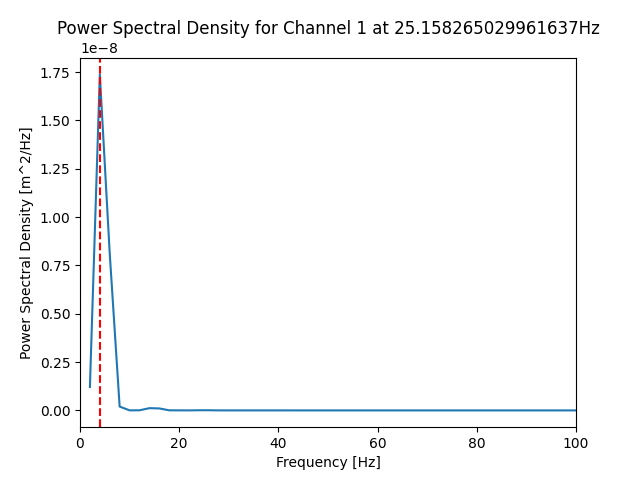 Power Spectral Density for Channel 1 at 25.158265029961637Hz
1e−8
1.75
1.50
1.25
1.00
0.75
0.50
0.25
0.00
Power Spectral Density [m^2/Hz]
0 20 40 60 80 100
Frequency [Hz]